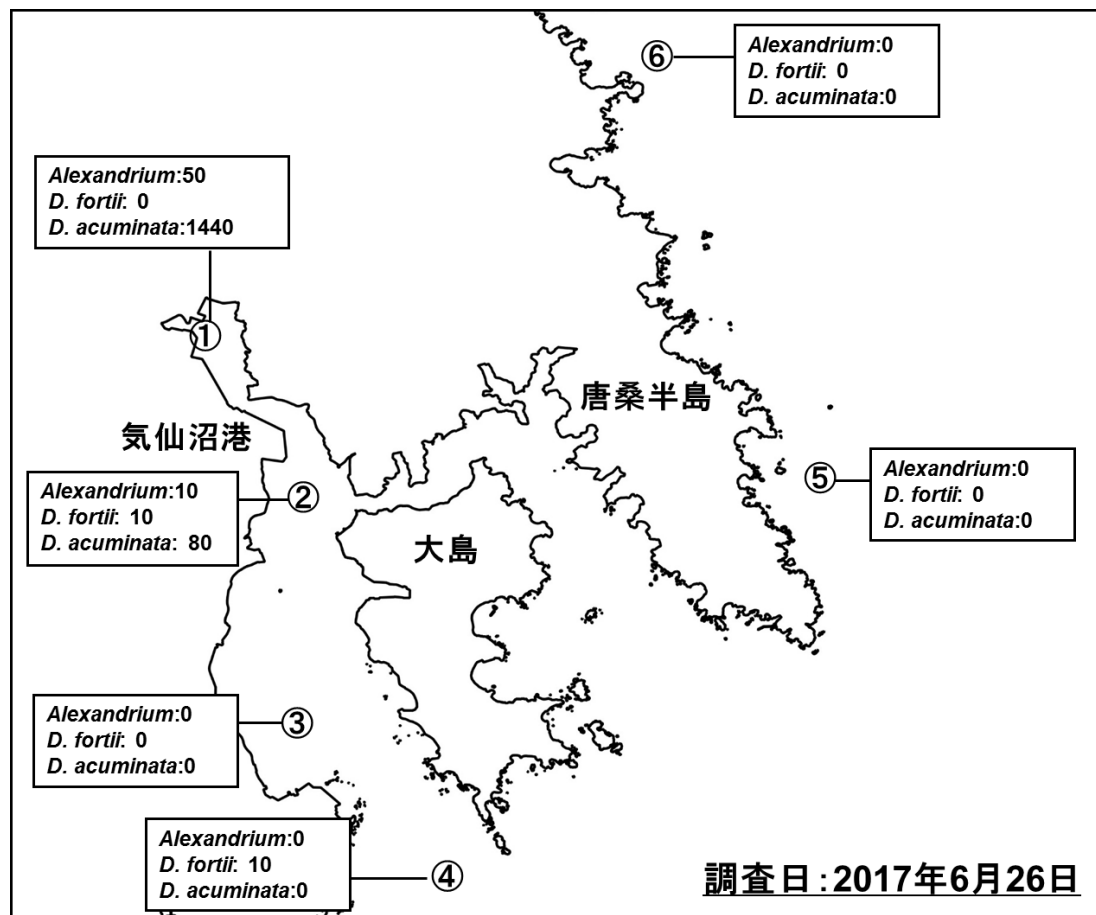 ⑥
Alexandrium:0
D. fortii: 0
D. acuminata:0
Alexandrium:50
D. fortii: 0
D. acuminata:1440
①
唐桑半島
気仙沼港
Alexandrium:10
D. fortii: 10
D. acuminata: 80
②
⑤
Alexandrium:0
D. fortii: 0
D. acuminata:0
大島
Alexandrium:0
D. fortii: 0
D. acuminata:0
③
Alexandrium:0
D. fortii: 10
D. acuminata:0
④
調査日:2017年6月26日